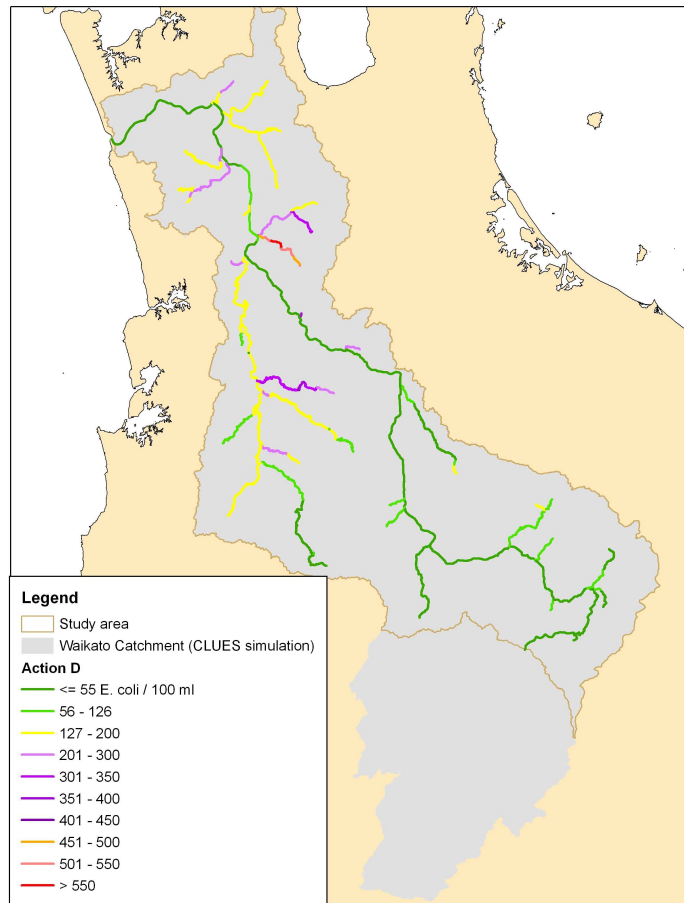 Legend
Study area
Waikato Catchment (CLUES simulation)
Action D
<= 55 E. coli / 100 ml
56 - 126
127 - 200
201 - 300
301 - 350
351 - 400
401 - 450
451 - 500
501 - 550
> 550